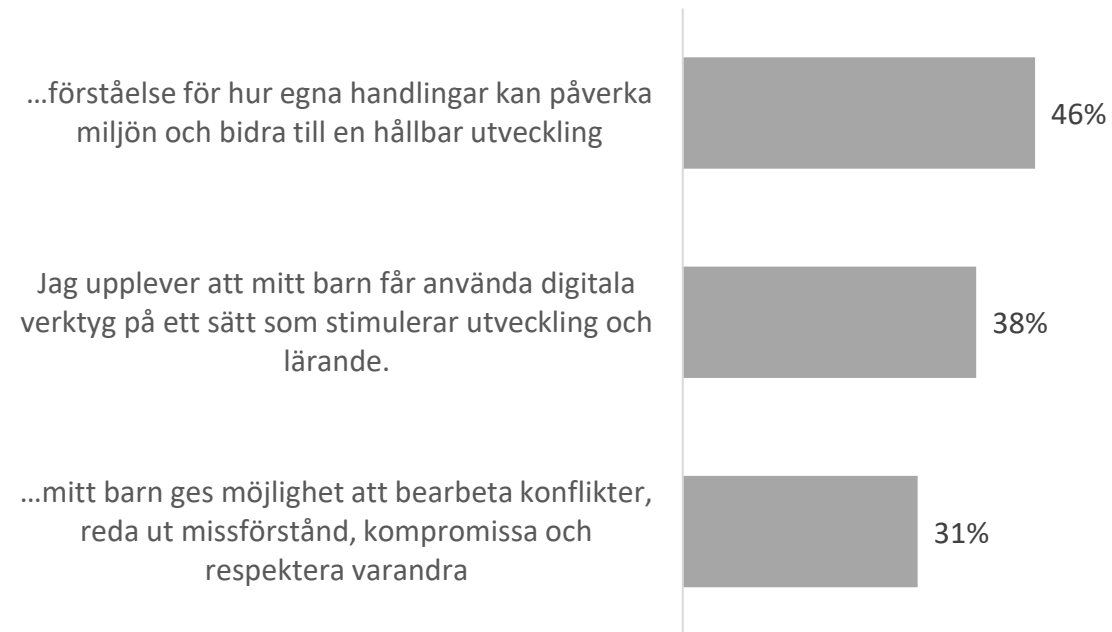 …förståelse för hur egna handlingar kan påverka
miljön och bidra till en hållbar utveckling
46%
Jag upplever att mitt barn får använda digitala
verktyg på ett sätt som stimulerar utveckling och
lärande.
38%
…mitt barn ges möjlighet att bearbeta konflikter,
reda ut missförstånd, kompromissa och
respektera varandra
31%